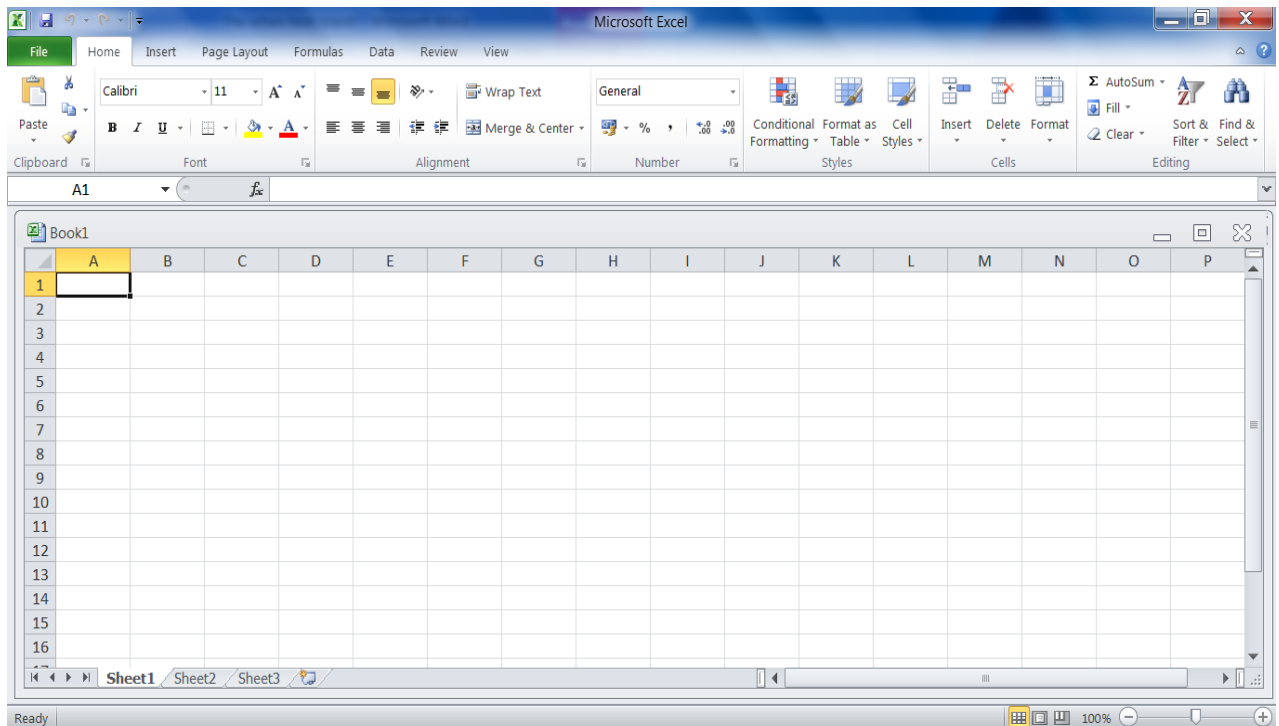 Microsoft Excel
File Home Insert Page Layout Formulas Data Review View
Calibri 11 Wrap Text General Σ AutoSum
Fill
Paste B I U A Merge & Center % , Conditional Formatting Format as Table Cell Styles Insert Delete Format Clear Sort & Filter Find & Select
Clipboard Font Alignment Number Styles Cells Editing
A1 fx
Book1
A B C D E F G H I J K L M N O P
1
2
3
4
5
6
7
8
9
10
11
12
13
14
15
16
Sheet1 Sheet2 Sheet3
Ready 100%